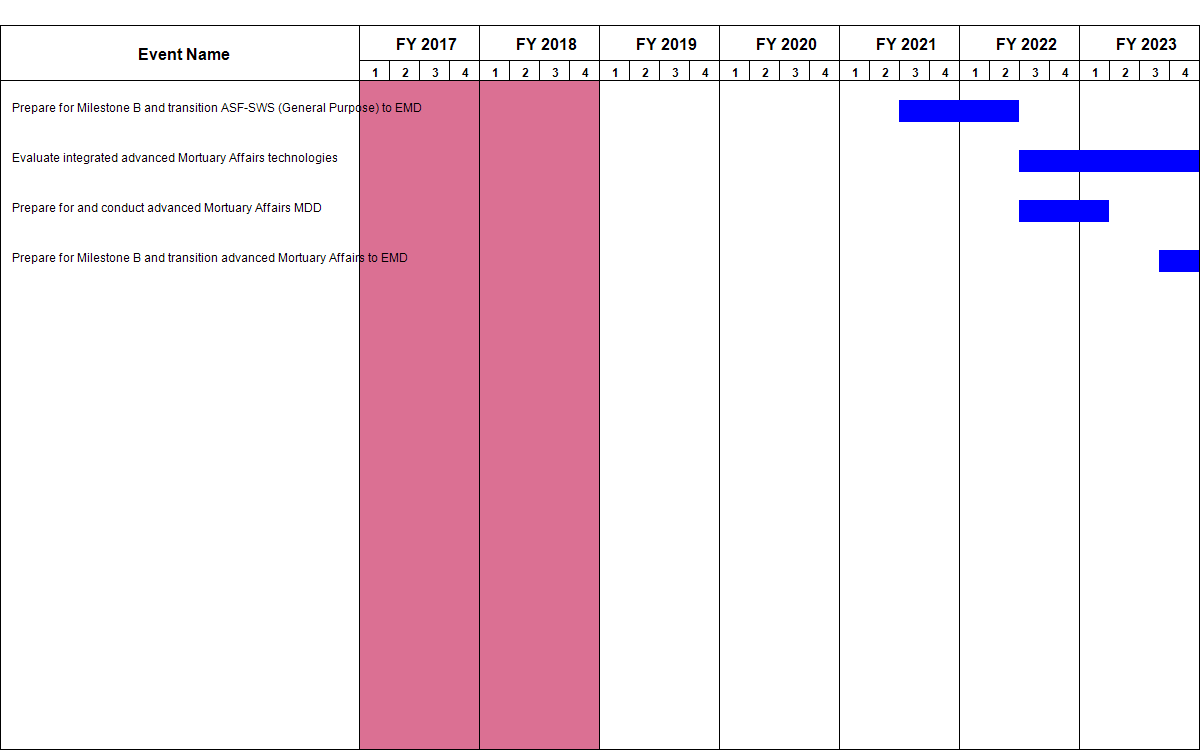 Event Name
FY 2017 FY 2018 FY 2019 FY 2020 FY 2021 FY 2022 FY 2023
1 2 3 4 1 2 3 4 1 2 3 4 1 2 3 4 1 2 3 4 1 2 3 4 1 2 3 4
Prepare for Milestone B and transition ASF-SWS (General Purpose) to EMD
Evaluate integrated advanced Mortuary Affairs technologies
Prepare for and conduct advanced Mortuary Affairs MDD
Prepare for Milestone B and transition advanced Mortuary Affairs to EMD